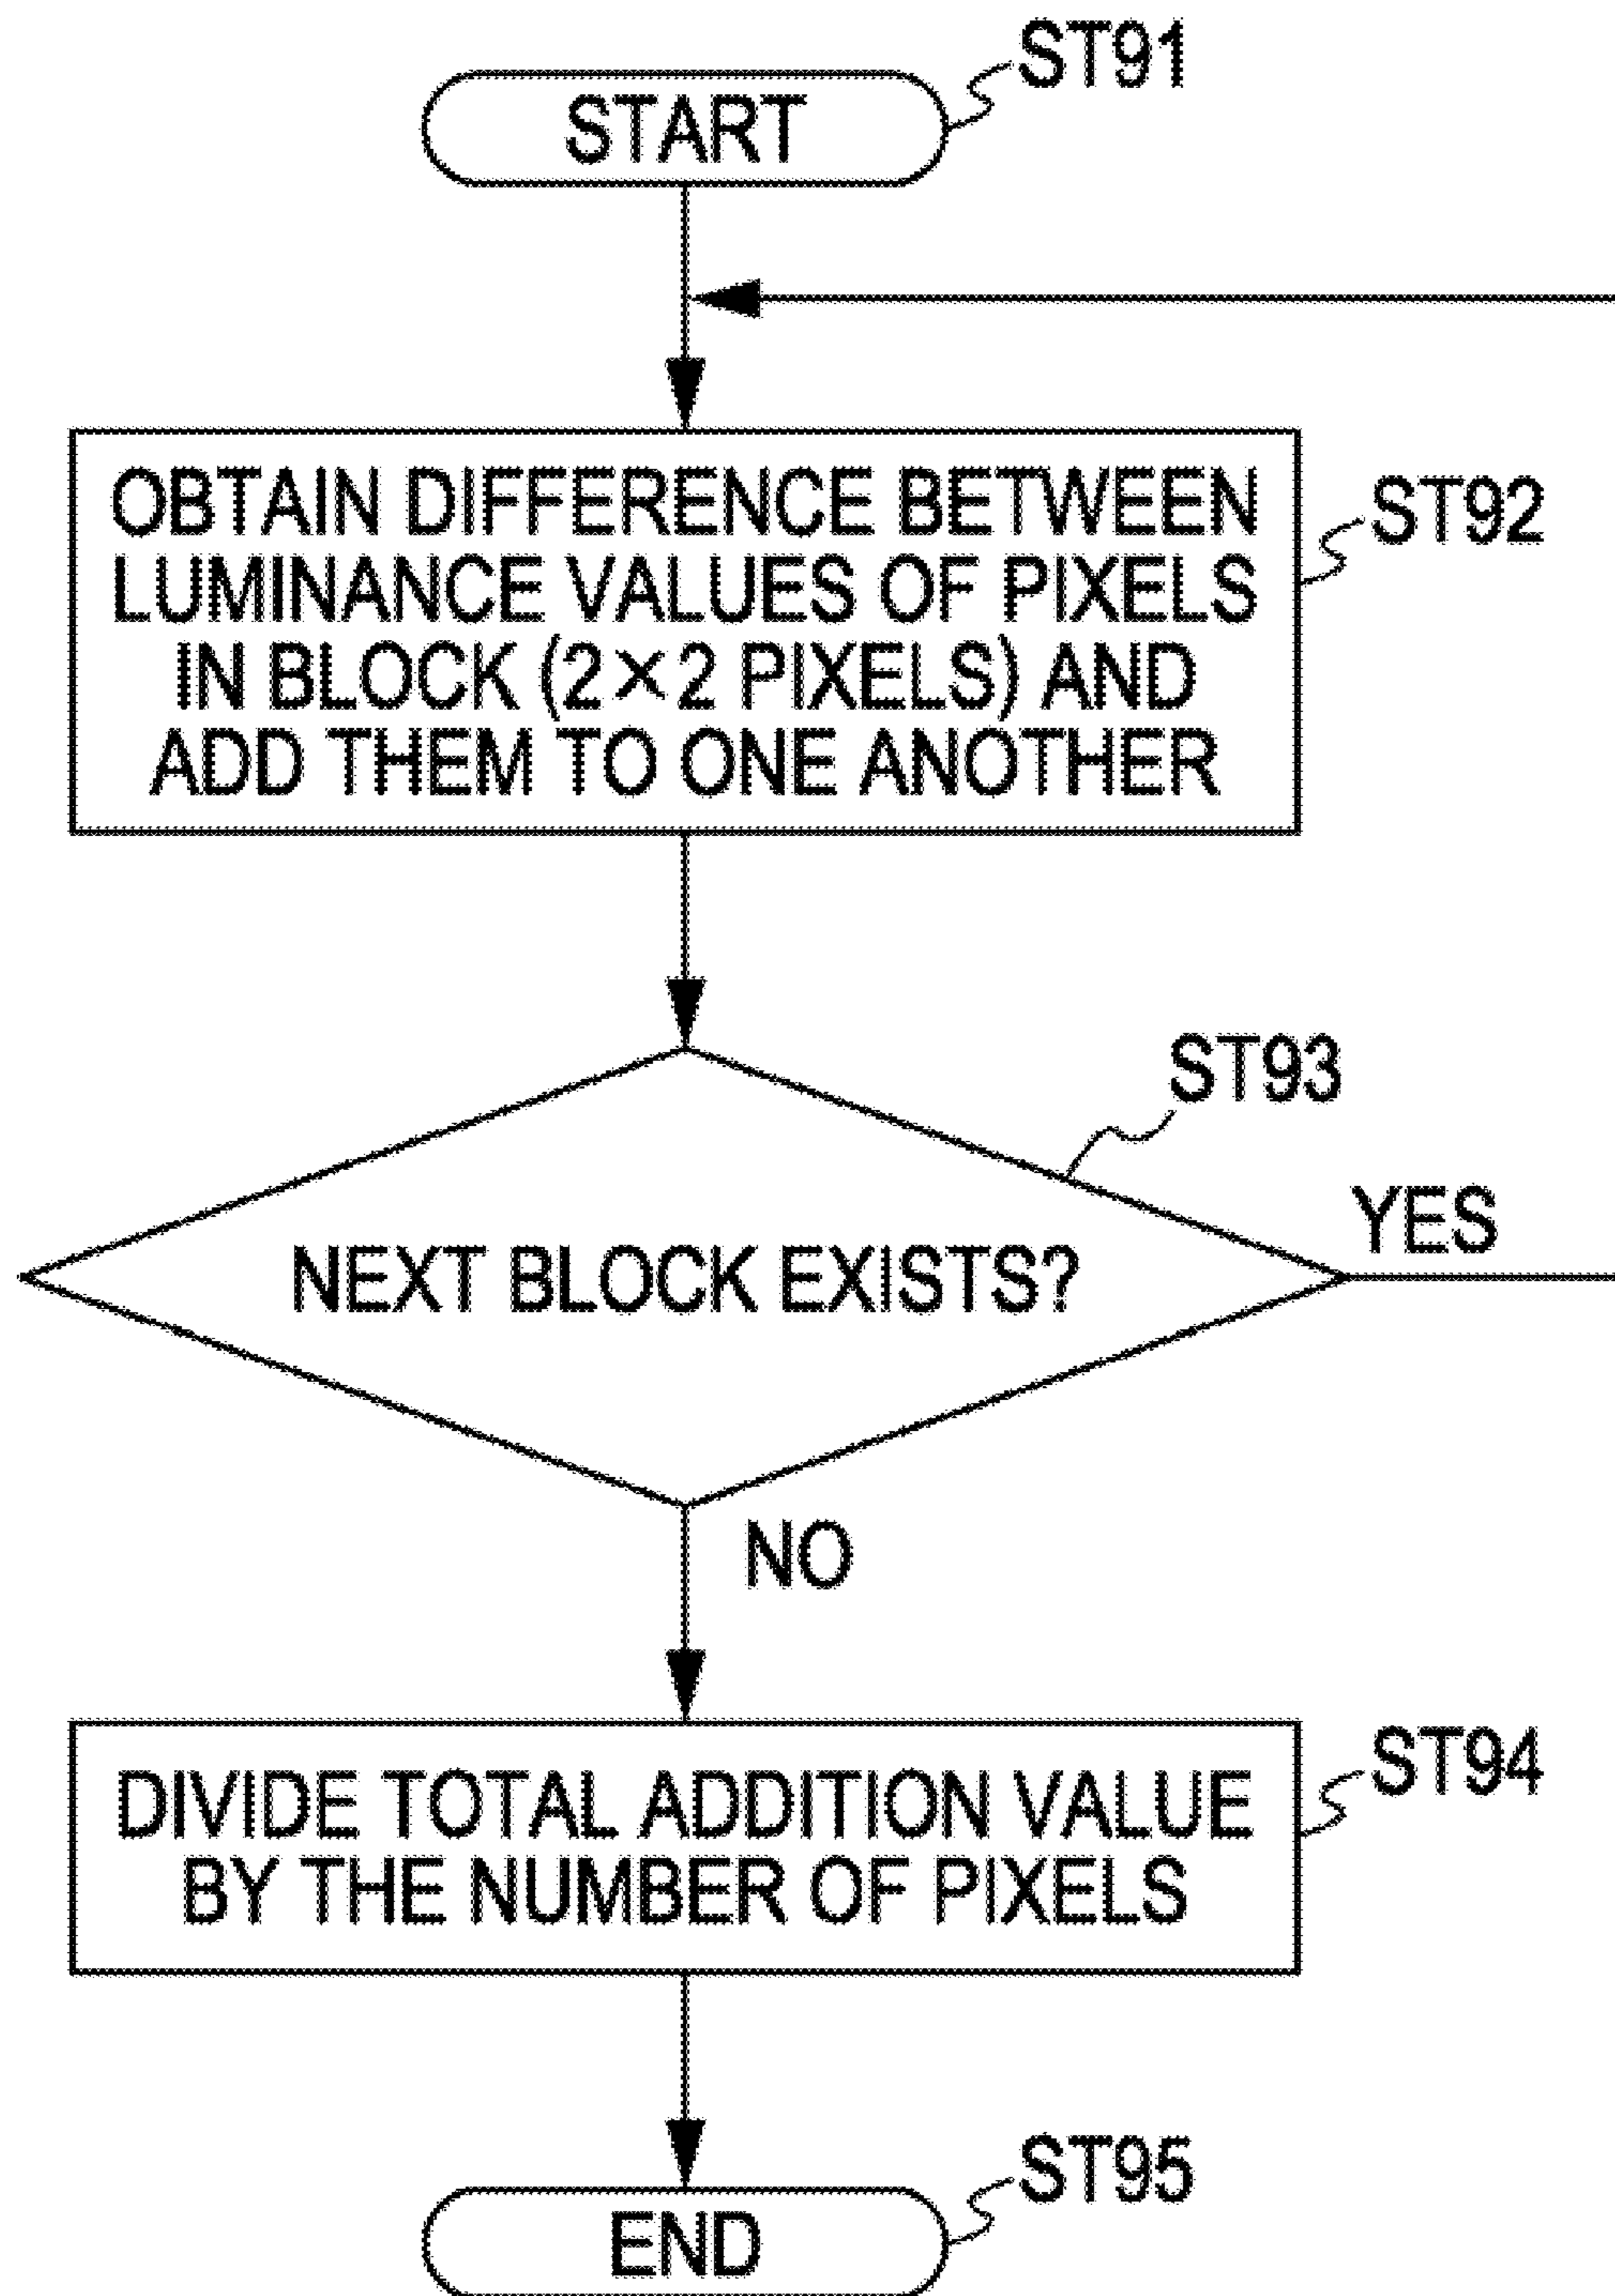 ST91
START
OBTAIN DIFFERENCE BETWEEN
LUMINANCE VALUES OF PIXELS
IN BLOCK (2×2 PIXELS) AND
ADD THEM TO ONE ANOTHER
ST92
ST93
NEXT BLOCK EXISTS?
YES
NO
DIVIDE TOTAL ADDITION VALUE
BY THE NUMBER OF PIXELS
ST94
ST95
END